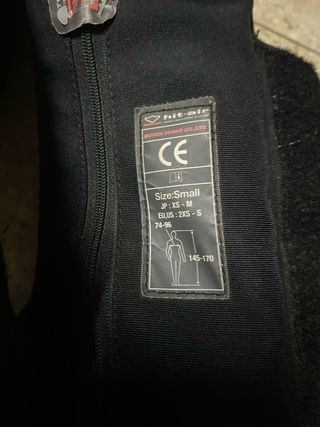 hit-air
MUGEN DENKO CO.,LTD
CE
i
Size:Small
JP : XS - M
EU,US : 2XS - S
74-96
145-170